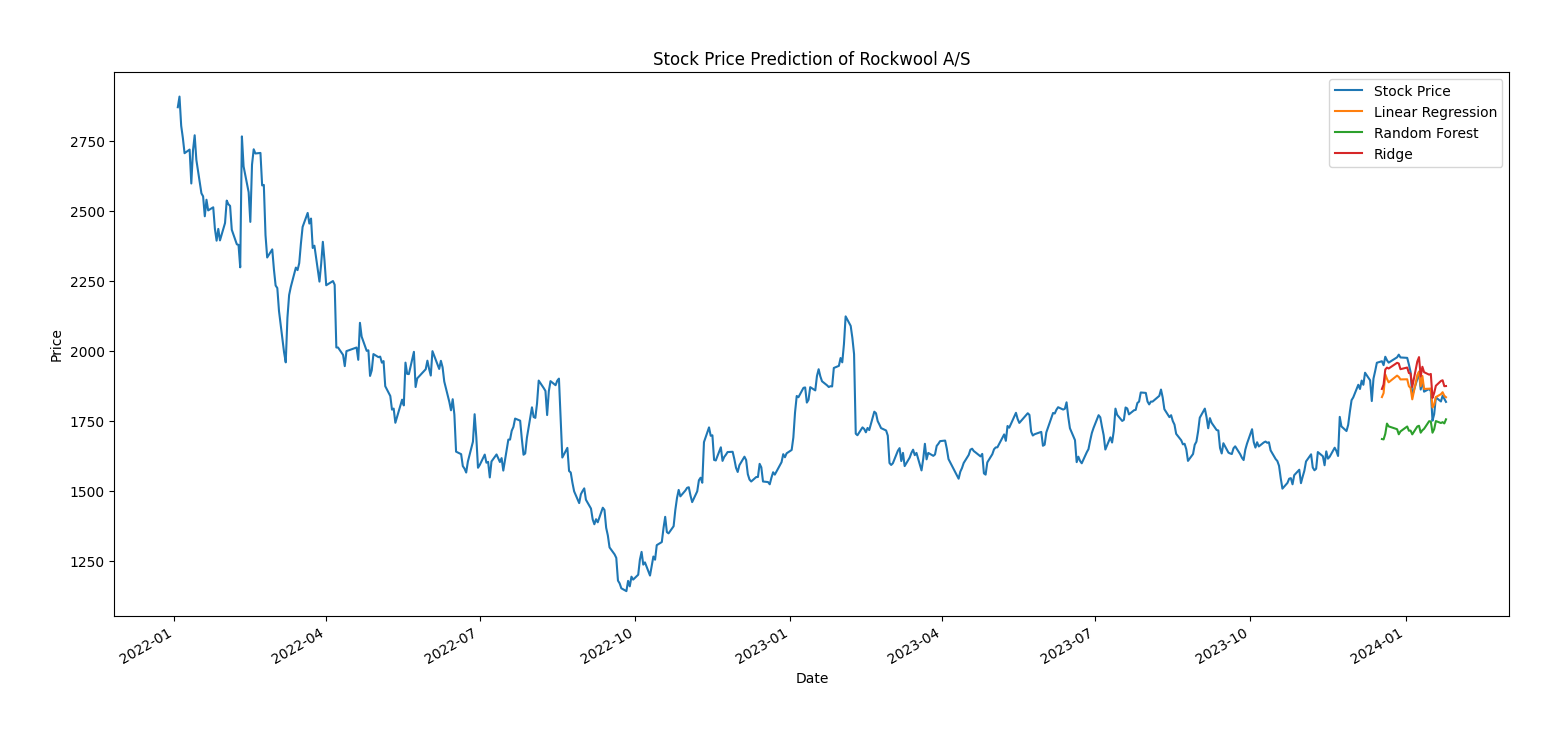 Stock Price Prediction of Rockwool A/S
Stock Price
Linear Regression
Random Forest
Ridge
Price
2750
2500
2250
2000
1750
1500
1250
2022-01
2022-04
2022-07
2022-10
2023-01
2023-04
2023-07
2023-10
2024-01
Date